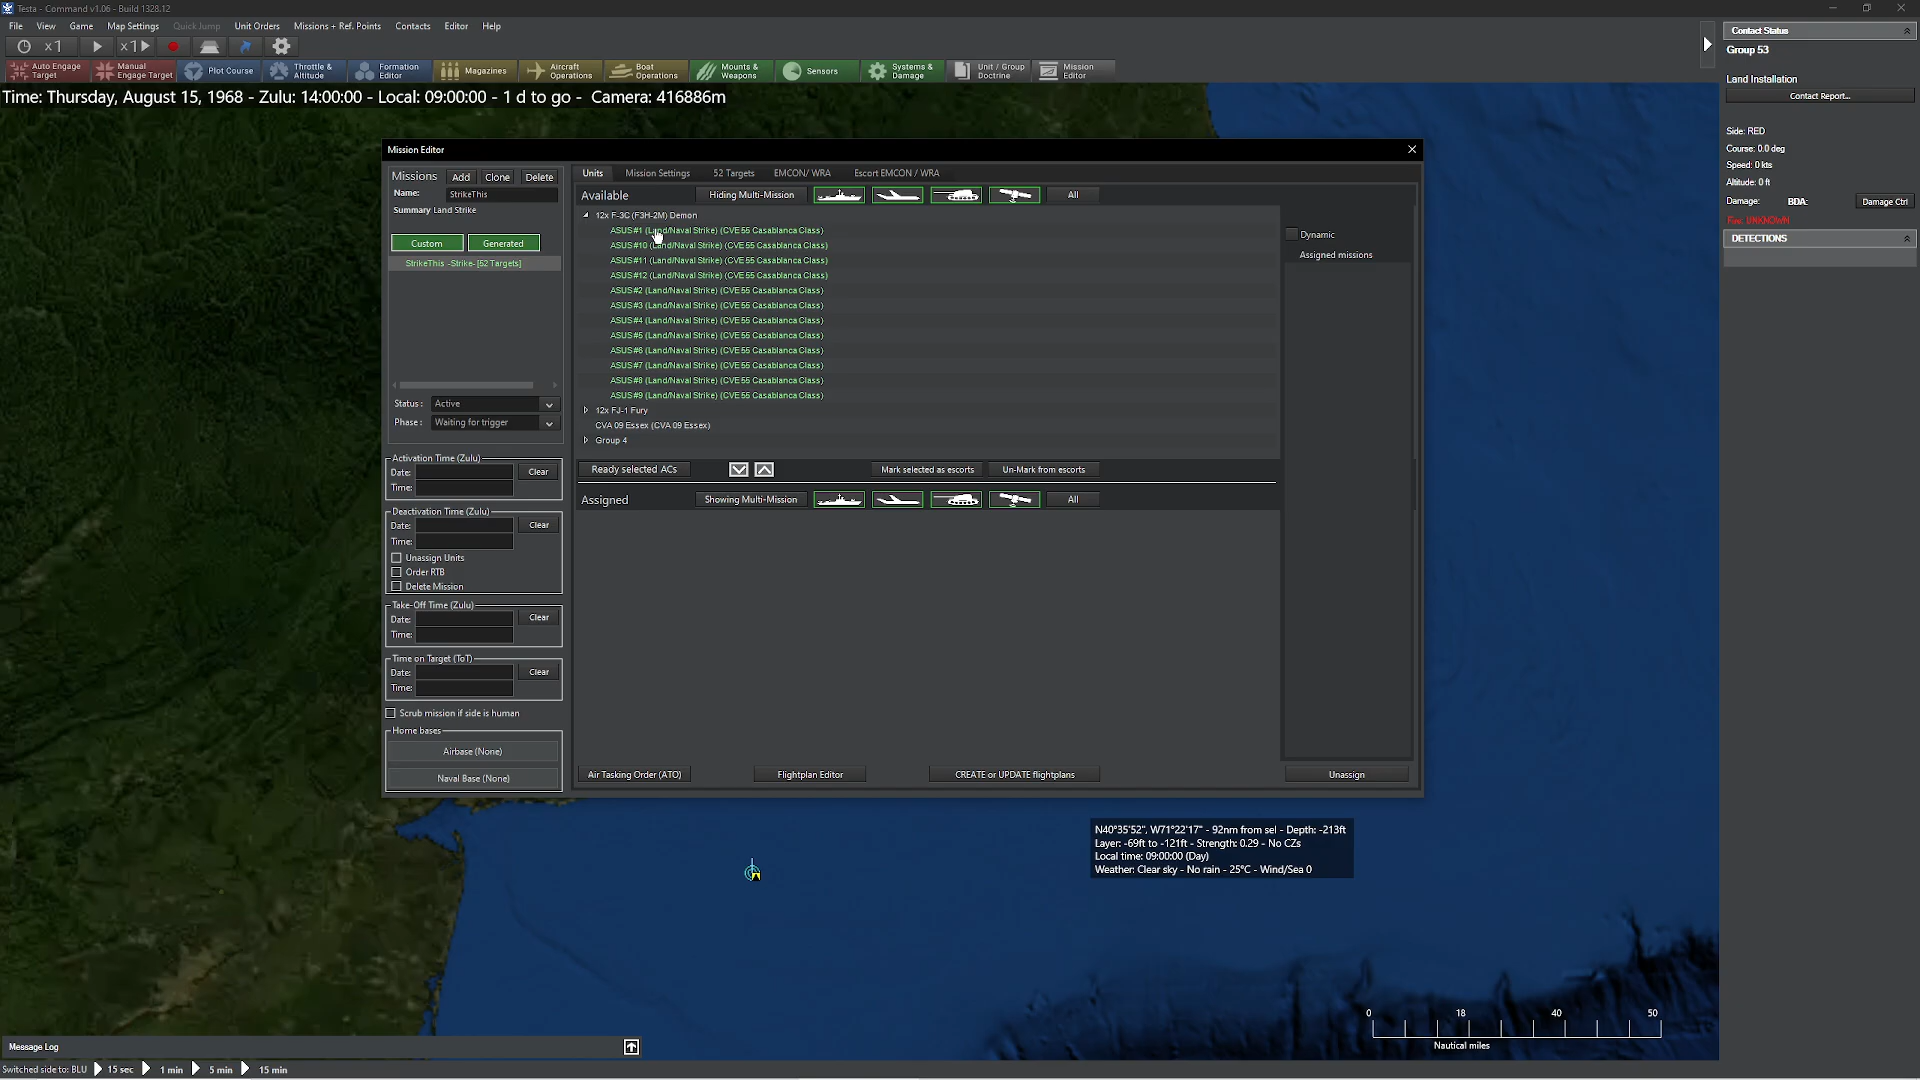 Testa - Command v1.06 - Build 1328.12
File View Game Map Settings Quick Jump Unit Orders Missions + Ref. Points Contacts Editor Help
x1 x1
Auto Engage Target
Manual Engage Target
Plot Course
Throttle & Altitude
Formation Editor
Magazines
Aircraft Operations
Boat Operations
Mounts & Weapons
Sensors
Systems & Damage
Unit / Group Doctrine
Mission Editor
Time: Thursday, August 15, 1968 - Zulu: 14:00:00 - Local: 09:00:00 - 1 d to go - Camera: 416886m
Mission Editor
Missions Add Clone Delete
Name: StrikeThis
Summary Land Strike
Custom Generated
StrikeThis -Strike- [52 Targets]
Status: Active
Phase: Waiting for trigger
Activation Time (Zulu)
Date: Clear
Time:
Deactivation Time (Zulu)
Date: Clear
Time:
Unassign Units
Order RTB
Delete Mission
Take-Off Time (Zulu)
Date: Clear
Time:
Time on Target (ToT)
Date: Clear
Time:
Scrub mission if side is human
Home bases
Airbase (None)
Naval Base (None)
Units Mission Settings 52 Targets EMCON/ WRA Escort EMCON / WRA
Available Hiding Multi-Mission All
12x F-3C (F3H-2M) Demon
ASUS #1 (Land/Naval Strike) (CVE 55 Casablanca Class)
ASUS #10 (Land/Naval Strike) (CVE 55 Casablanca Class)
ASUS #11 (Land/Naval Strike) (CVE 55 Casablanca Class)
ASUS #12 (Land/Naval Strike) (CVE 55 Casablanca Class)
ASUS #2 (Land/Naval Strike) (CVE 55 Casablanca Class)
ASUS #3 (Land/Naval Strike) (CVE 55 Casablanca Class)
ASUS #4 (Land/Naval Strike) (CVE 55 Casablanca Class)
ASUS #5 (Land/Naval Strike) (CVE 55 Casablanca Class)
ASUS #6 (Land/Naval Strike) (CVE 55 Casablanca Class)
ASUS #7 (Land/Naval Strike) (CVE 55 Casablanca Class)
ASUS #8 (Land/Naval Strike) (CVE 55 Casablanca Class)
ASUS #9 (Land/Naval Strike) (CVE 55 Casablanca Class)
12x FJ-1 Fury
CVA 09 Essex (CVA 09 Essex)
Group 4
Ready selected ACs Mark selected as escorts Un-Mark from escorts
Assigned Showing Multi-Mission All
Air Tasking Order (ATO) Flightplan Editor CREATE or UPDATE flightplans
Dynamic
Assigned missions
Unassign
Contact Status
Group 53
Land Installation
Contact Report...
Side: RED
Course: 0.0 deg
Speed: 0 kts
Altitude: 0 ft
Damage: BDA: Damage Ctrl
Fire: UNKNOWN
DETECTIONS
N40°35'52", W71°22'17" - 92nm from sel - Depth: -213ft
Layer: -69ft to -121ft - Strength: 0.29 - No CZs
Local time: 09:00:00 (Day)
Weather: Clear sky - No rain - 25°C - Wind/Sea 0
0 18 40 50
Nautical miles
Message Log
Switched side to: BLU 15 sec 1 min 5 min 15 min